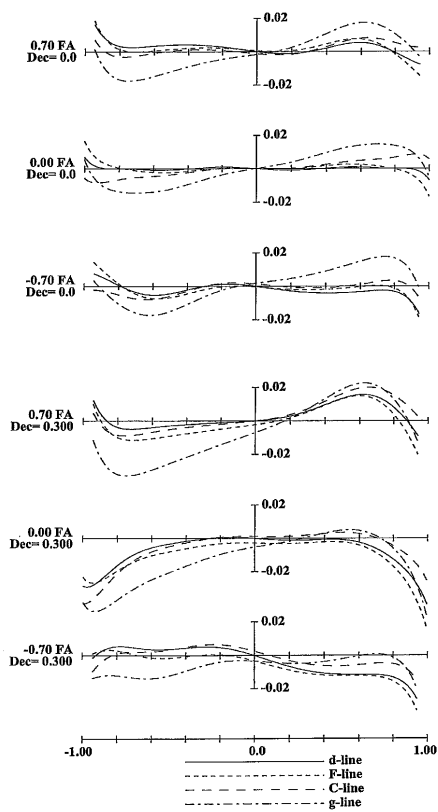 0.02
0.70 FA
Dec= 0.0
-0.02
0.02
0.00 FA
Dec= 0.0
-0.02
0.02
-0.70 FA
Dec= 0.0
-0.02
0.02
0.70 FA
Dec= 0.300
-0.02
0.02
0.00 FA
Dec= 0.300
-0.02
0.02
-0.70 FA
Dec= 0.300
-0.02
-1.00 0.0 1.00
d-line
F-line
C-line
g-line